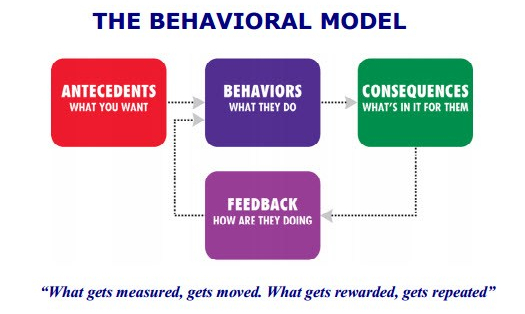 THE BEHAVIORAL MODEL
ANTECEDENTS
WHAT YOU WANT
BEHAVIORS
WHAT THEY DO
CONSEQUENCES
WHAT'S IN IT FOR THEM
FEEDBACK
HOW ARE THEY DOING
“What gets measured, gets moved. What gets rewarded, gets repeated”